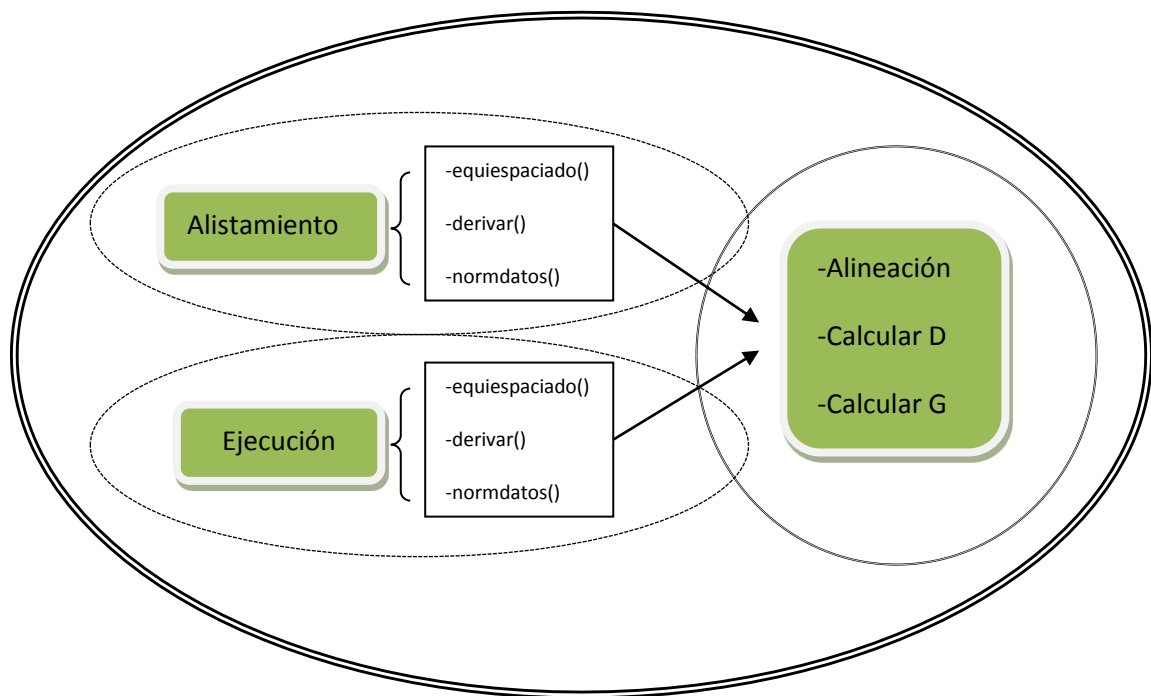 Alistamiento
-equiespaciado()
-derivar()
-normdatos()
Ejecución
-equiespaciado()
-derivar()
-normdatos()
-Alineación
-Calcular D
-Calcular G